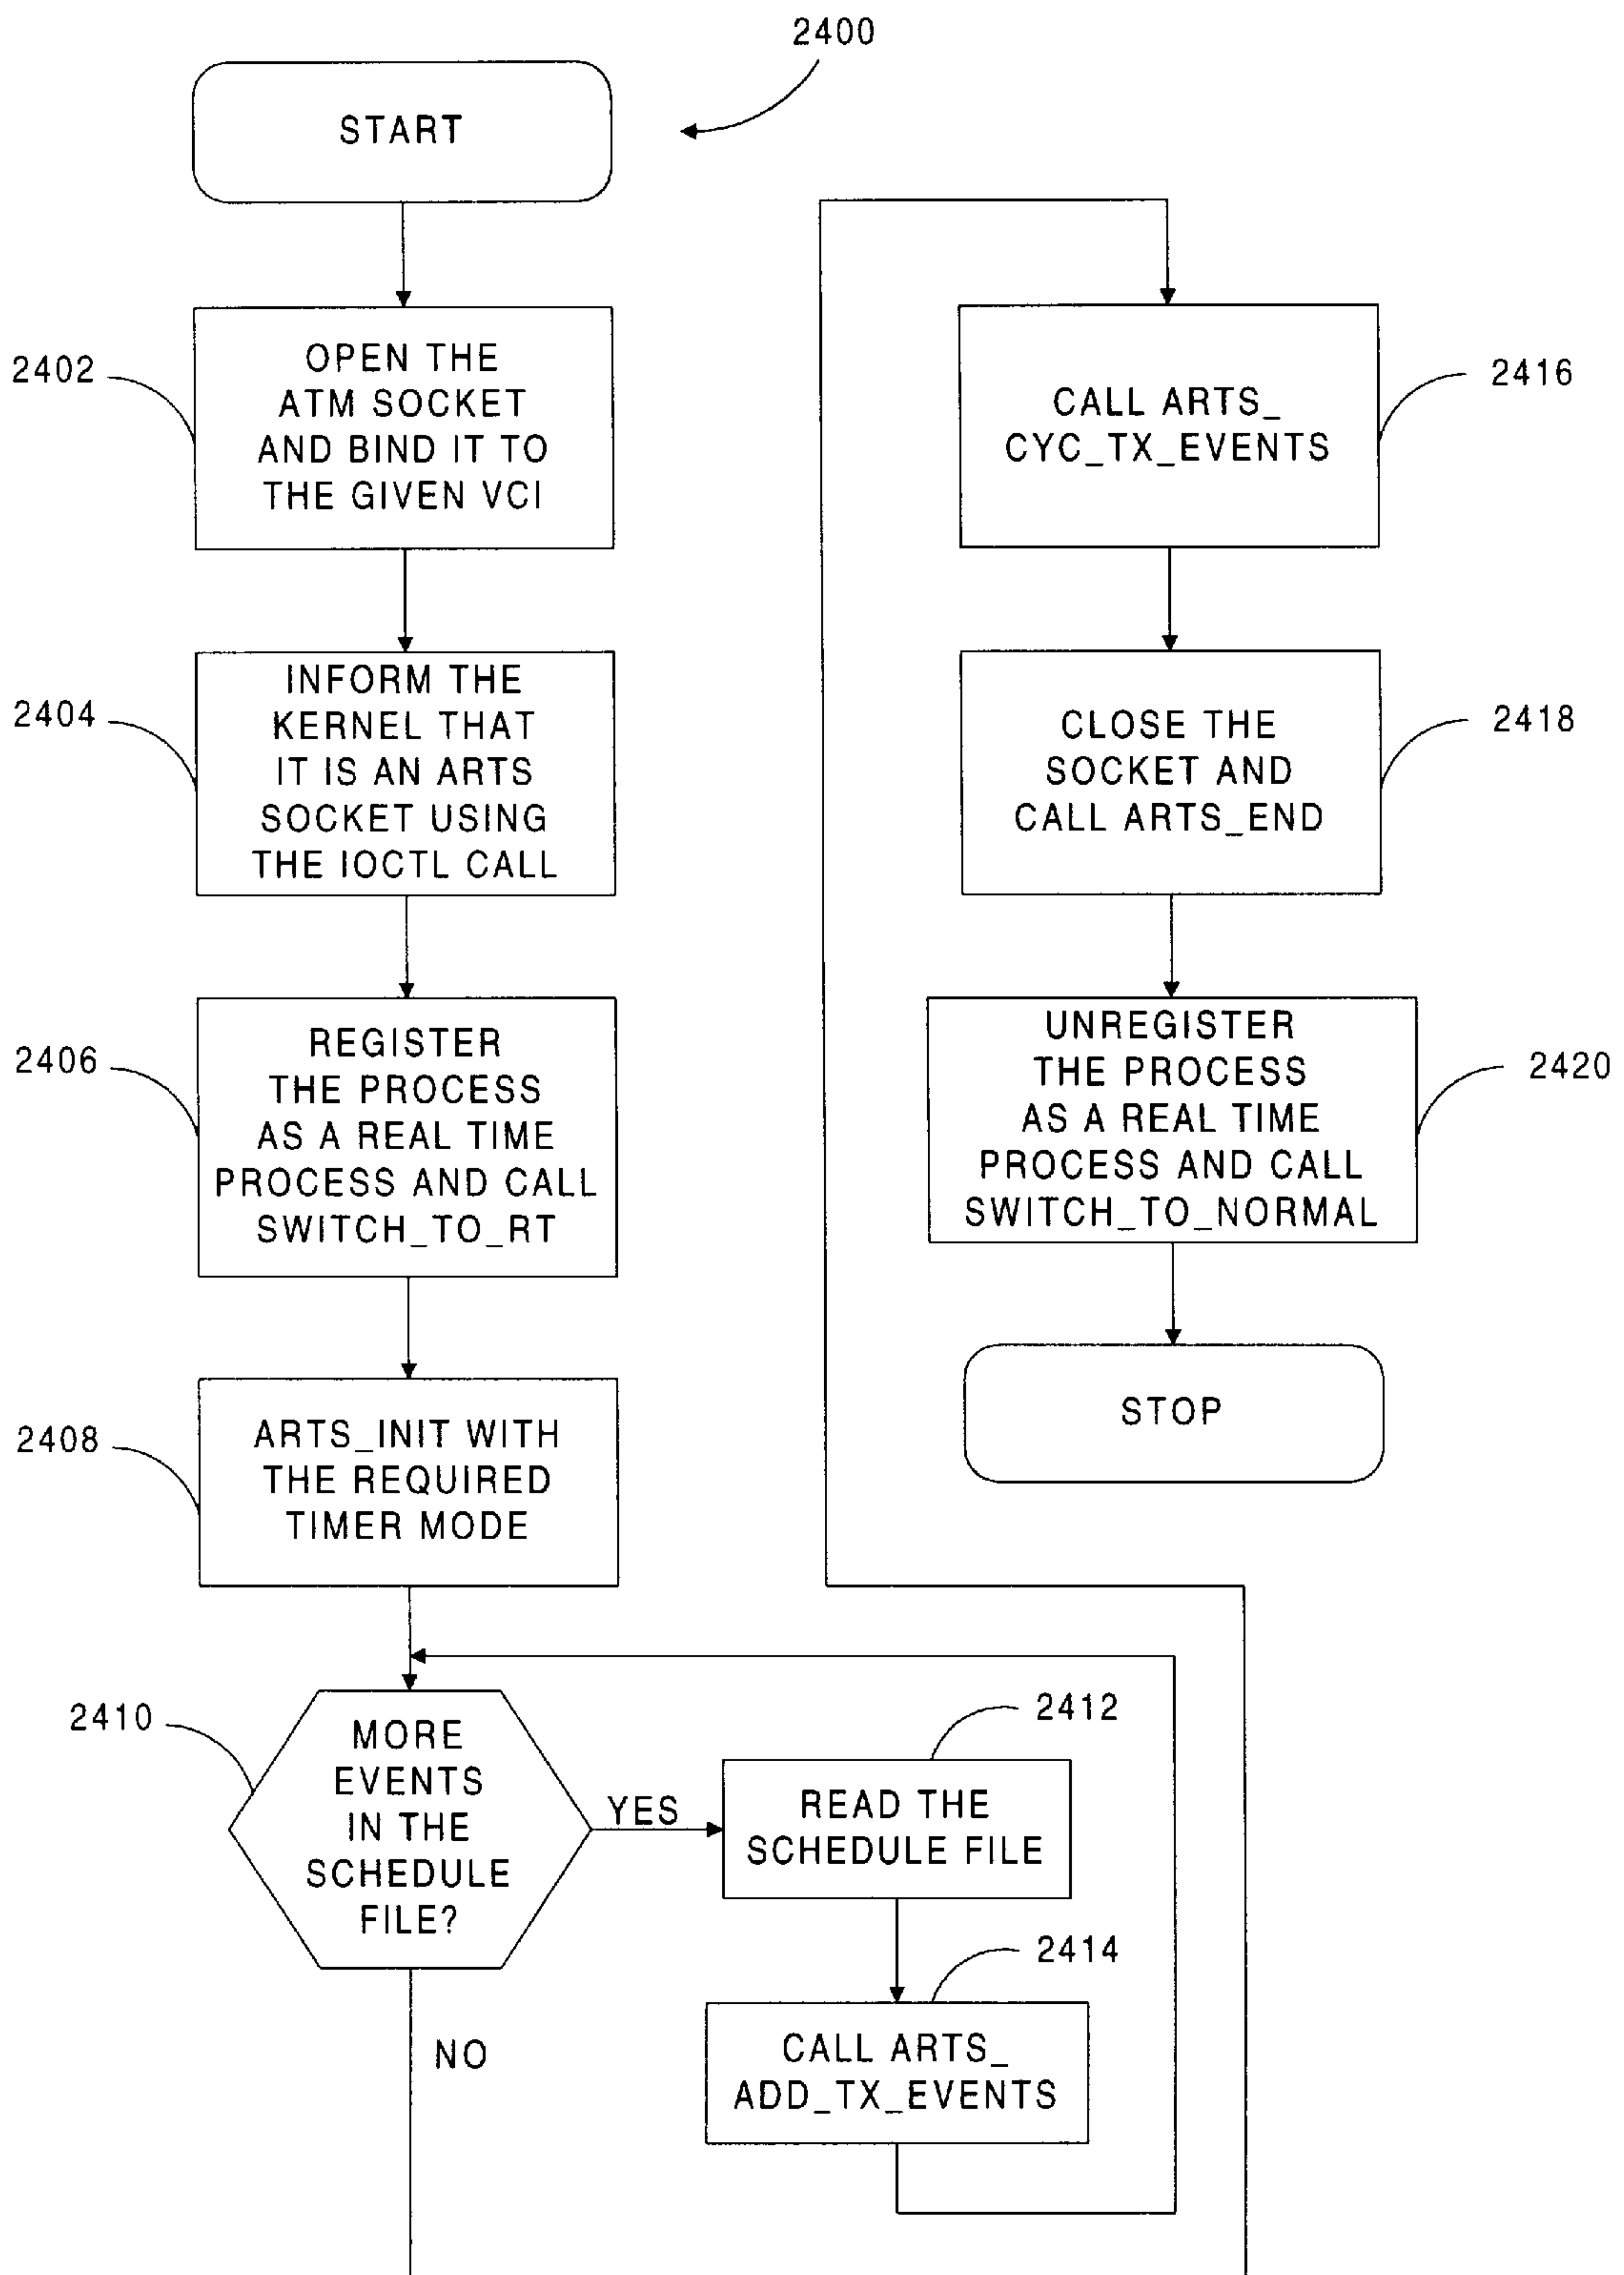 2400
START
2402
OPEN THE
ATM SOCKET
AND BIND IT TO
THE GIVEN VCI
2404
INFORM THE
KERNEL THAT
IT IS AN ARTS
SOCKET USING
THE IOCTL CALL
2406
REGISTER
THE PROCESS
AS A REAL TIME
PROCESS AND CALL
SWITCH_TO_RT
2408
ARTS_INIT WITH
THE REQUIRED
TIMER MODE
2410
MORE
EVENTS
IN THE
SCHEDULE
FILE?
YES
NO
2412
READ THE
SCHEDULE FILE
2414
CALL ARTS_
ADD_TX_EVENTS
2416
CALL ARTS_
CYC_TX_EVENTS
2418
CLOSE THE
SOCKET AND
CALL ARTS_END
2420
UNREGISTER
THE PROCESS
AS A REAL TIME
PROCESS AND CALL
SWITCH_TO_NORMAL
STOP